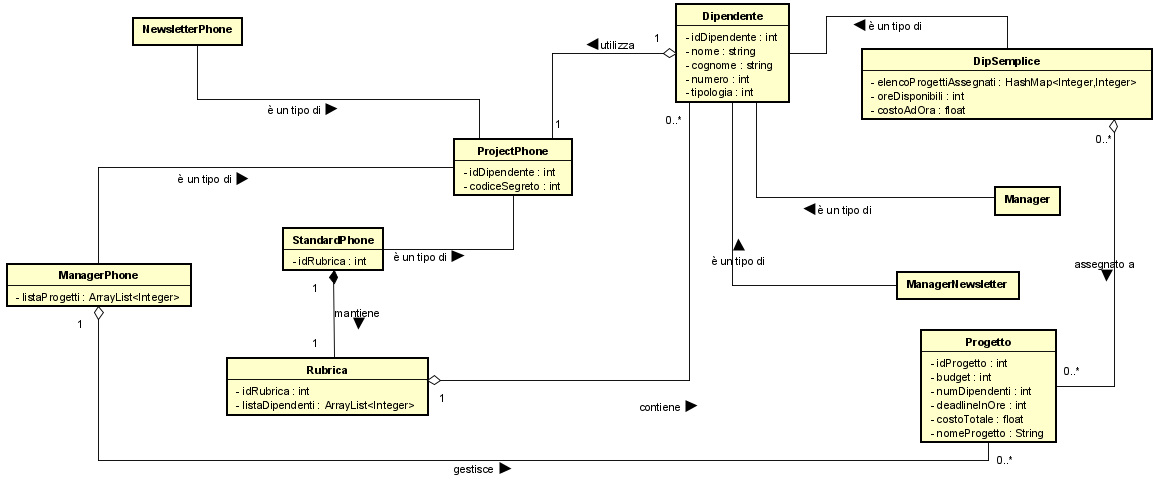 NewsletterPhone
è un tipo di
Dipendente
- idDipendente : int
- nome : string
- cognome : string
- numero : int
- tipologia : int
1
utilizza
1
0..*
è un tipo di
DipSemplice
- elencoProgettiAssegnati : HashMap<Integer,Integer>
- oreDisponibili : int
- costoAdOra : float
0..*
ProjectPhone
- idDipendente : int
- codiceSegreto : int
è un tipo di
Manager
è un tipo di
StandardPhone
- idRubrica : int
è un tipo di
è un tipo di
ManagerNewsletter
assegnato a
ManagerPhone
- listaProgetti : ArrayList<Integer>
1
1
mantiene
1
Rubrica
- idRubrica : int
- listaDipendenti : ArrayList<Integer>
1
contiene
Progetto
- idProgetto : int
- budget : int
- numDipendenti : int
- deadlineInOre : int
- costoTotale : float
- nomeProgetto : String
0..*
0..*
gestisce